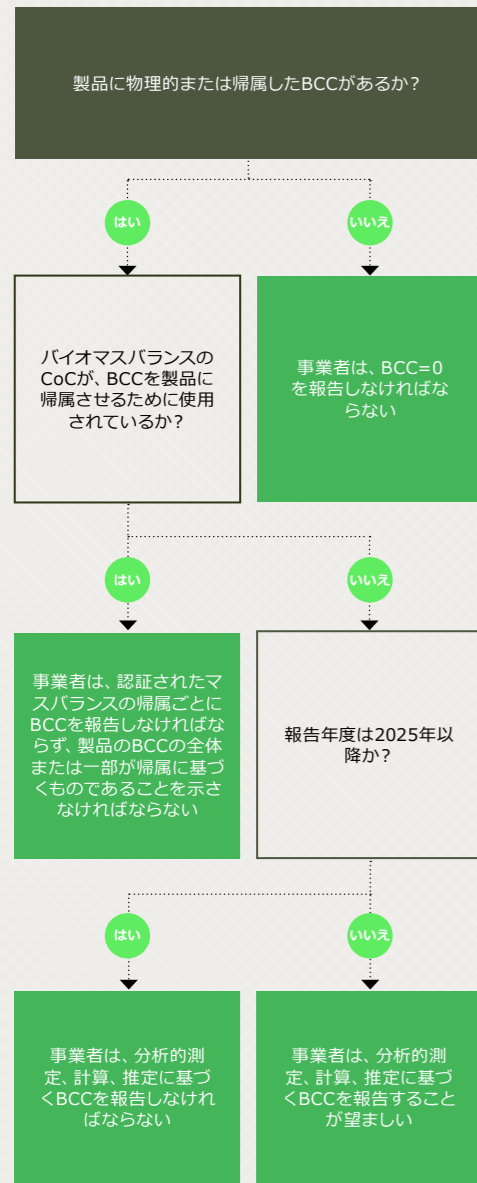 製品に物理的または帰属したBCCがあるか？
はい
いいえ
バイオマスバランスの
CoCが、BCCを製品に
帰属させるために使用
されているか？
事業者は、BCC=0
を報告しなければな
らない
はい
いいえ
事業者は、認証されたマ
スバランスの帰属ごとに
BCCを報告しなければな
らず、製品のBCCの全体
または一部が帰属に基づ
くものであることを示さ
なければならない
報告年度は2025年以
降か？
はい
いいえ
事業者は、分析的測
定、計算、推定に基づ
くBCCを報告しなけれ
ばならない
事業者は、分析的測
定、計算、推定に基づ
くBCCを報告すること
が望ましい